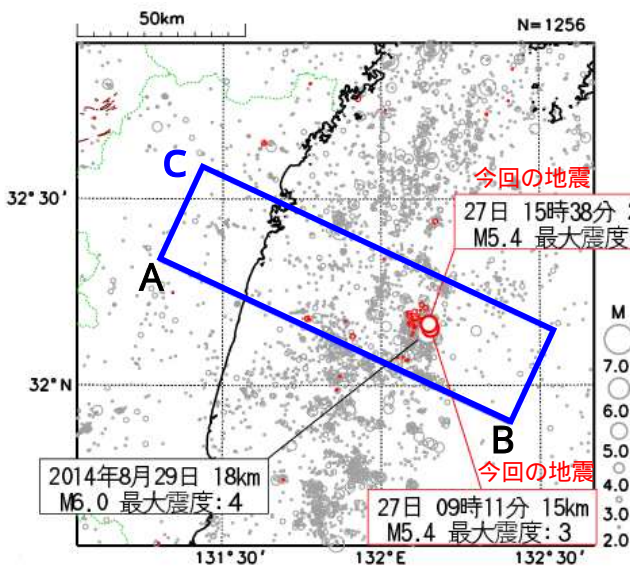 50km
N=1256
C
今回の地震
32°30'
27日 15時38分
M5.4 最大震度
A
M
7.0
32°N
6.0
B
5.0
今回の地震
2014年8月29日 18km
M6.0 最大震度:4
4.0
27日 09時11分 15km
M5.4 最大震度:3
3.0
2.0
131°30'
132°E
132°30'